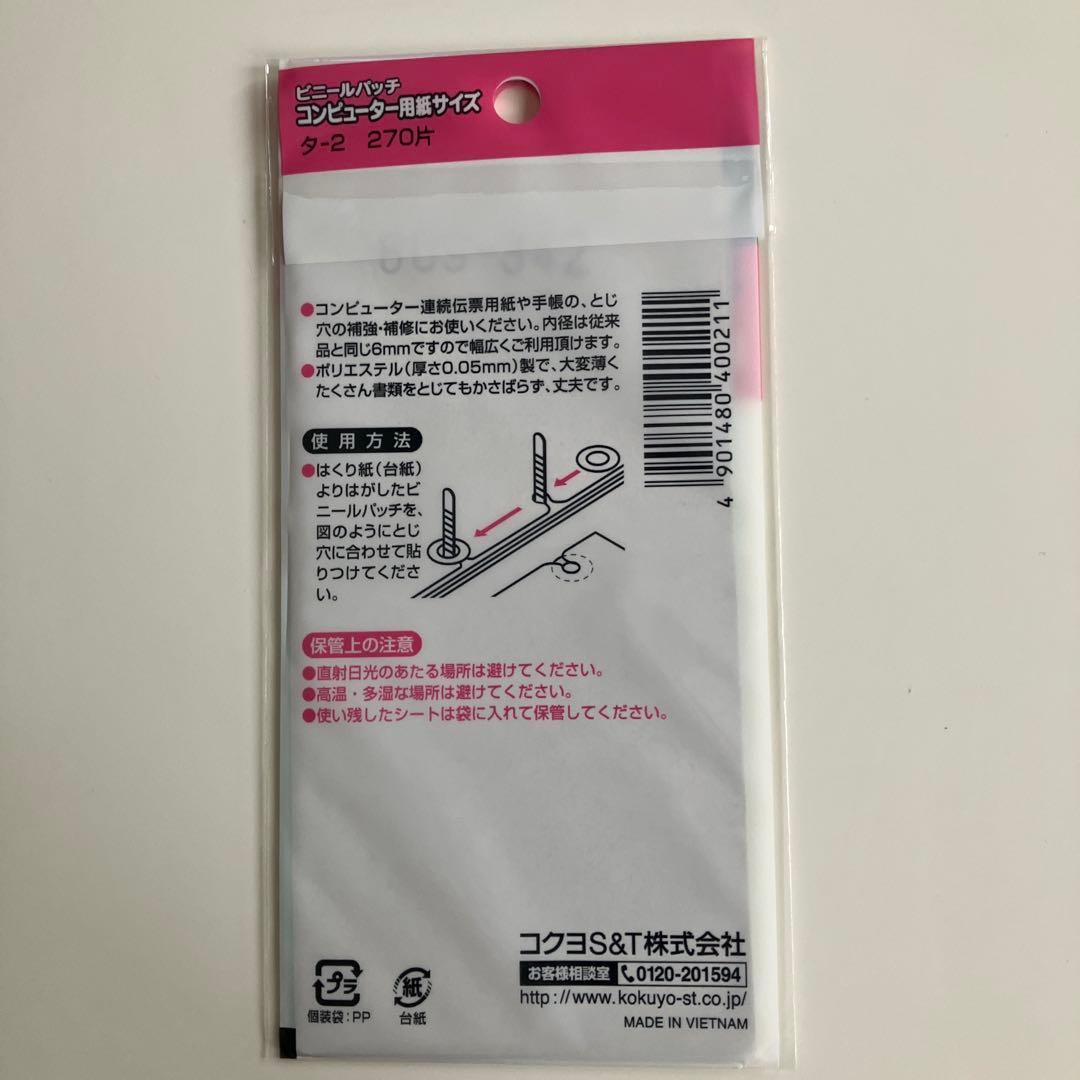 ビニールパッチ
コンピューター用紙サイズ
タ-2 270片
●コンピューター連続伝票用紙や手帳の、とじ
穴の補強・補修にお使いください。内径は従来
品と同じ6mmですので幅広くご利用頂けます。
●ポリエステル(厚さ0.05mm)製で、大変薄く
たくさん書類をとじてもかさばらず、丈夫です。
4 901480 400211
使用方法
●はくり紙(台紙)
よりはがしたビ
ニールパッチを、
図のようにとじ
穴に合わせて貼
りつけてくださ
い。
保管上の注意
●直射日光のあたる場所は避けてください。
●高温・多湿な場所は避けてください。
●使い残したシートは袋に入れて保管してください。
コクヨS&T株式会社
お客様相談室 0120-201594
http://www.kokuyo-st.co.jp/
MADE IN VIETNAM
プラ
個装袋:PP
紙
台紙